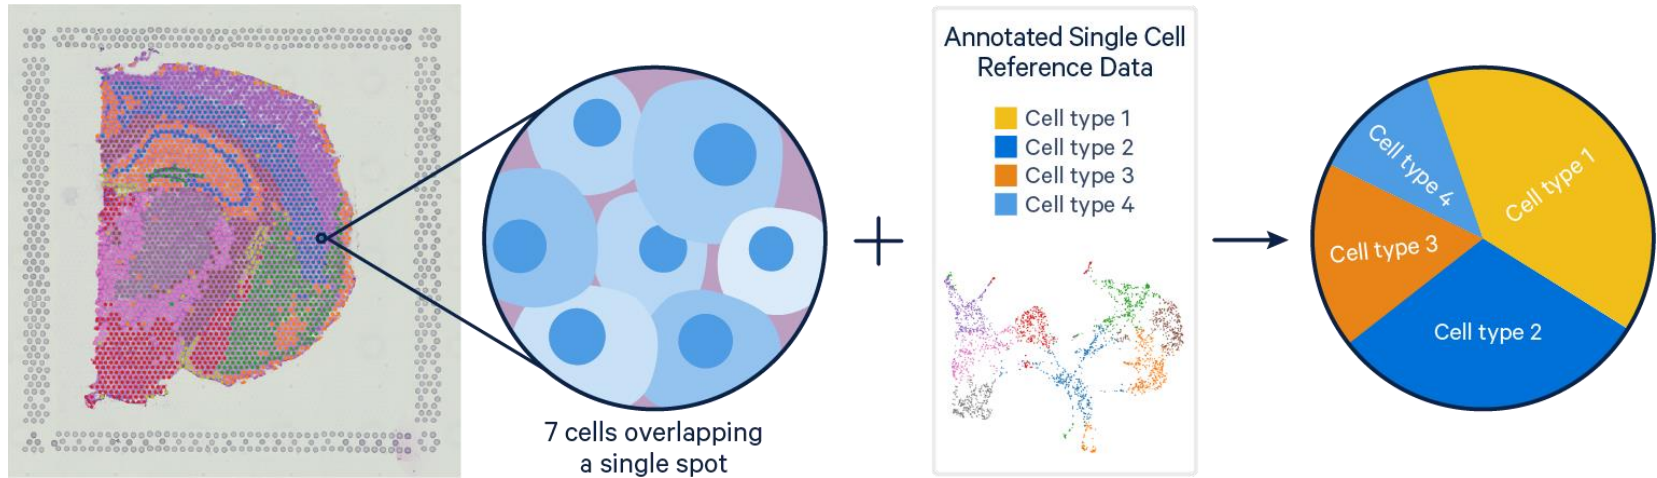 7 cells overlapping
a single spot
Annotated Single Cell
Reference Data
Cell type 1
Cell type 2
Cell type 3
Cell type 4
Cell type 1
Cell type 2
Cell type 3
Cell type 4